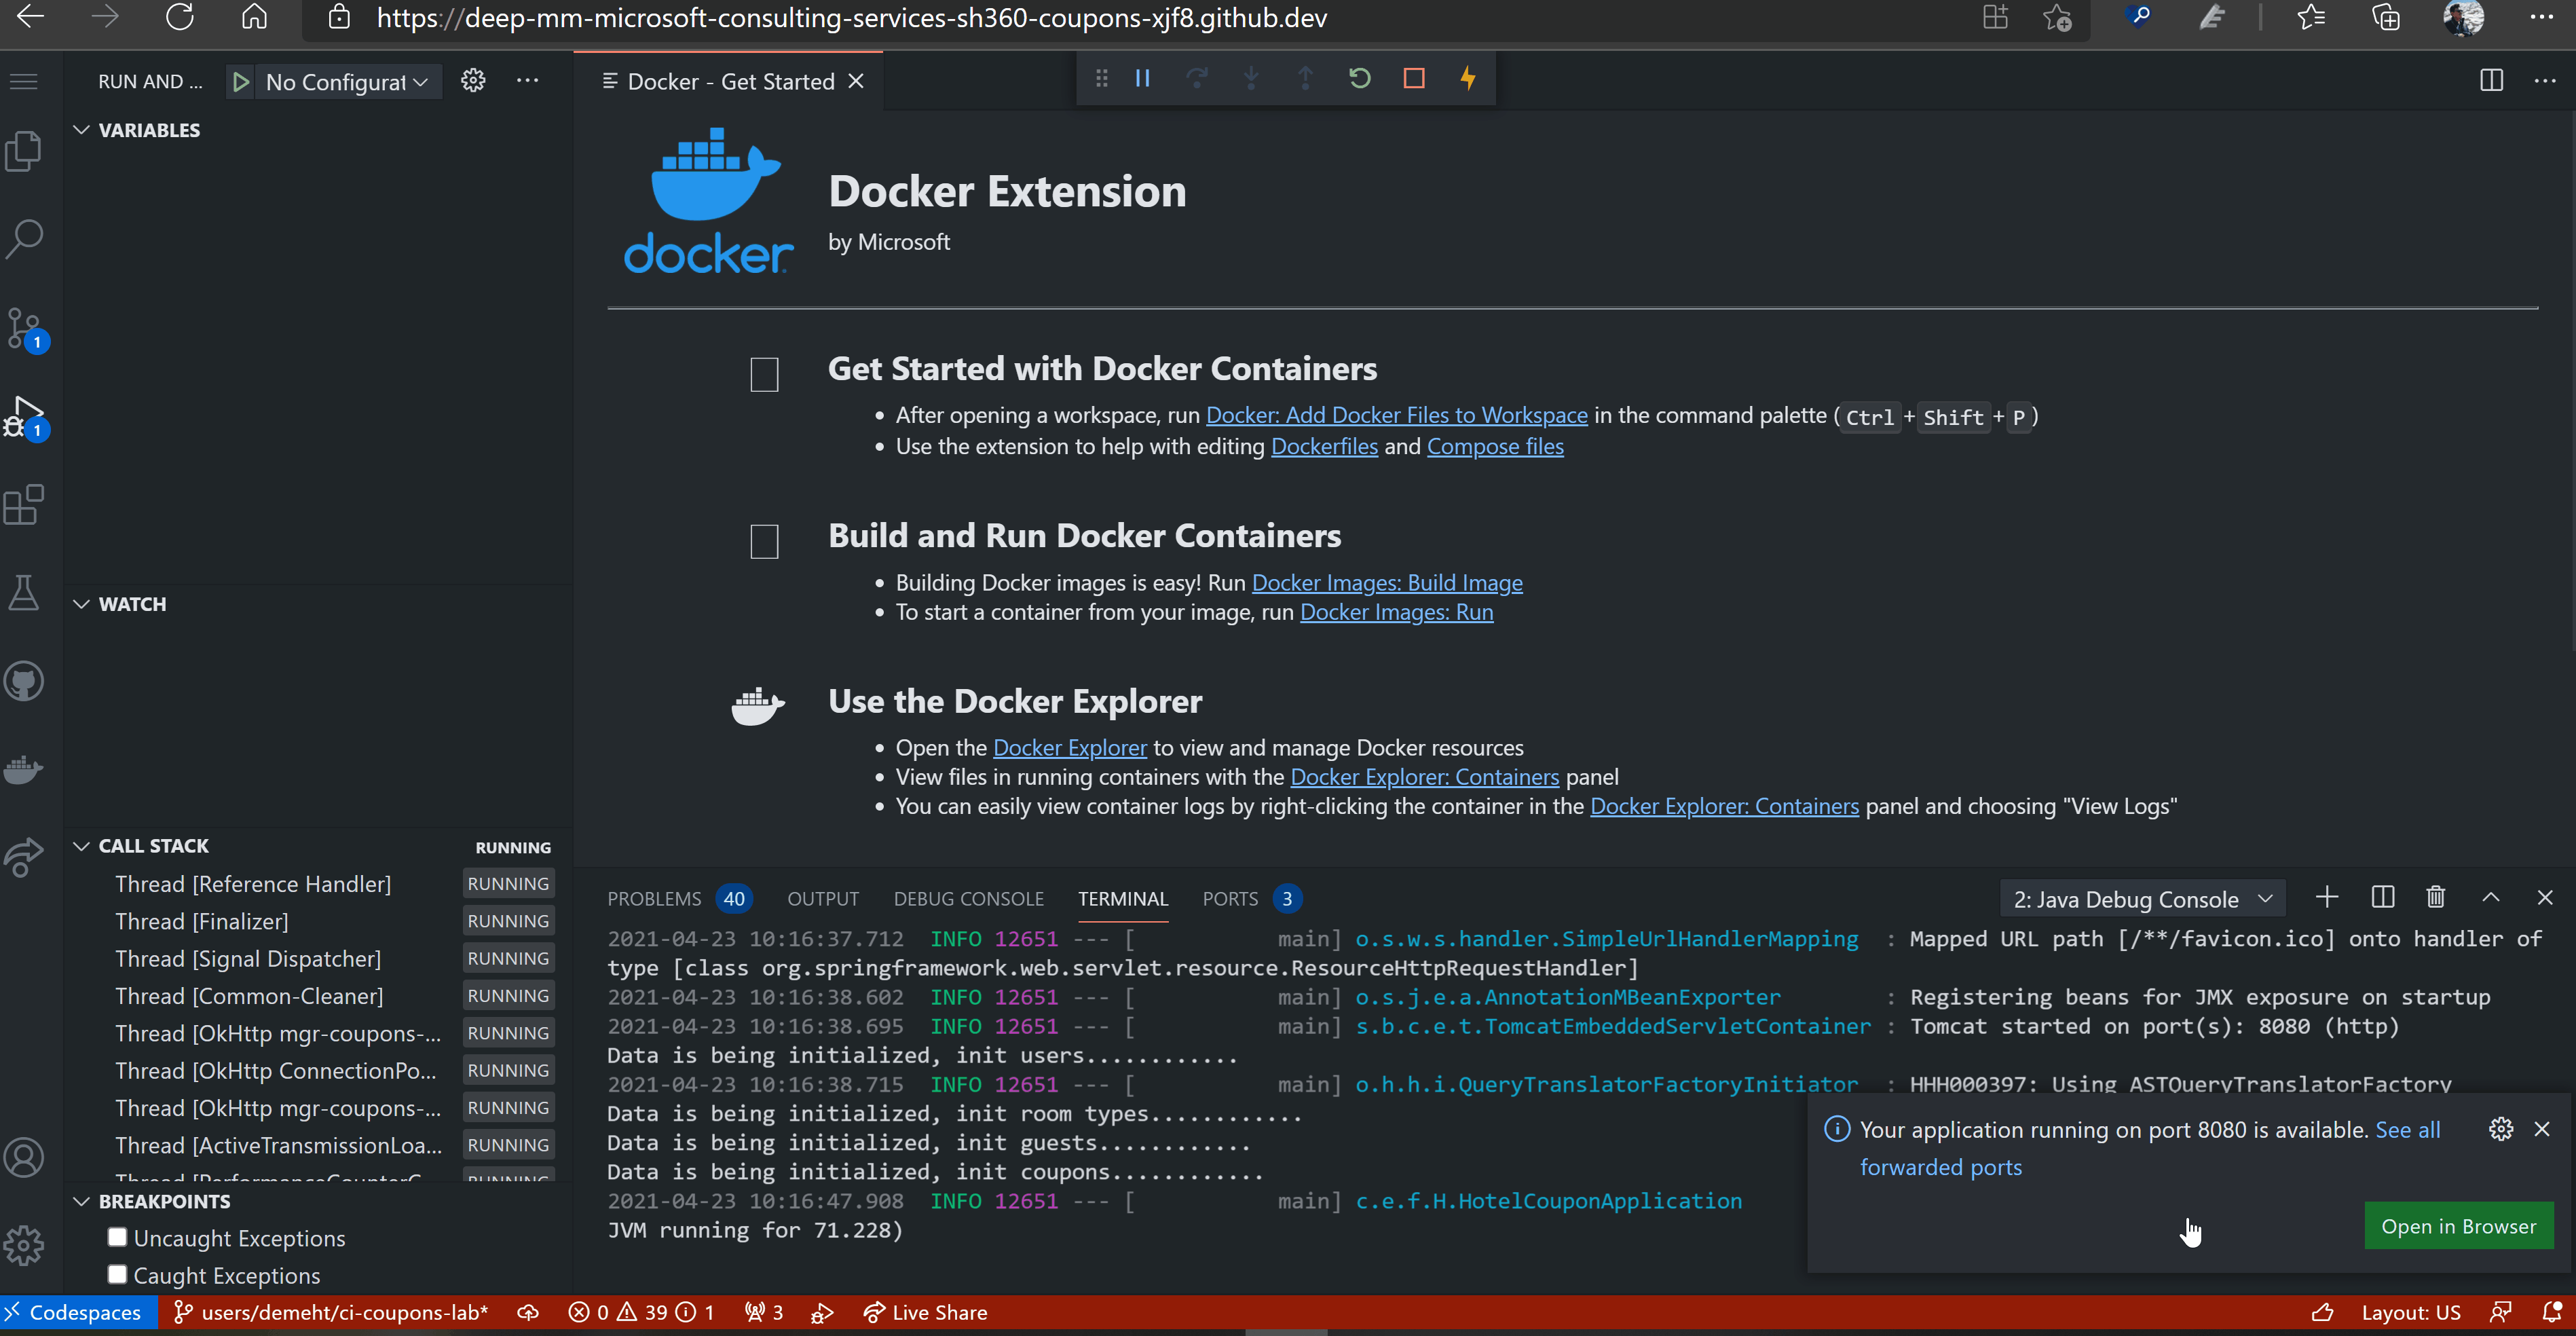 https://deep-mm-microsoft-consulting-services-sh360-coupons-xjf8.github.dev
RUN AND ...
No Configurat
Docker - Get Started
VARIABLES
docker
Docker Extension
by Microsoft
Get Started with Docker Containers
After opening a workspace, run Docker: Add Docker Files to Workspace in the command palette (Ctrl+Shift+P)
Use the extension to help with editing Dockerfiles and Compose files
1
1
Build and Run Docker Containers
Building Docker images is easy! Run Docker Images: Build Image
To start a container from your image, run Docker Images: Run
WATCH
Use the Docker Explorer
Open the Docker Explorer to view and manage Docker resources
View files in running containers with the Docker Explorer: Containers panel
You can easily view container logs by right-clicking the container in the Docker Explorer: Containers panel and choosing "View Logs"
CALL STACK RUNNING
Thread [Reference Handler] RUNNING
Thread [Finalizer] RUNNING
Thread [Signal Dispatcher] RUNNING
Thread [Common-Cleaner] RUNNING
Thread [OkHttp mgr-coupons-... RUNNING
Thread [OkHttp ConnectionPo... RUNNING
Thread [OkHttp mgr-coupons-... RUNNING
Thread [ActiveTransmissionLoa... RUNNING
BREAKPOINTS
Uncaught Exceptions
Caught Exceptions
PROBLEMS 40 OUTPUT DEBUG CONSOLE TERMINAL PORTS 3 2: Java Debug Console
2021-04-23 10:16:37.712 INFO 12651 --- [ main] o.s.w.s.handler.SimpleUrlHandlerMapping : Mapped URL path [/**/favicon.ico] onto handler of
type [class org.springframework.web.servlet.resource.ResourceHttpRequestHandler]
2021-04-23 10:16:38.602 INFO 12651 --- [ main] o.s.j.e.a.AnnotationMBeanExporter : Registering beans for JMX exposure on startup
2021-04-23 10:16:38.695 INFO 12651 --- [ main] s.b.c.e.t.TomcatEmbeddedServletContainer : Tomcat started on port(s): 8080 (http)
Data is being initialized, init users............
2021-04-23 10:16:38.715 INFO 12651 --- [ main] o.h.h.i.QueryTranslatorFactoryInitiator : HHH000397: Using ASTQueryTranslatorFactory
Data is being initialized, init room types............
Data is being initialized, init guests............
Data is being initialized, init coupons............
2021-04-23 10:16:47.908 INFO 12651 --- [ main] c.e.f.H.HotelCouponApplication
JVM running for 71.228)
Your application running on port 8080 is available. See all
forwarded ports
Open in Browser
Codespaces users/demeht/ci-coupons-lab* 0 39 1 3 Live Share Layout: US